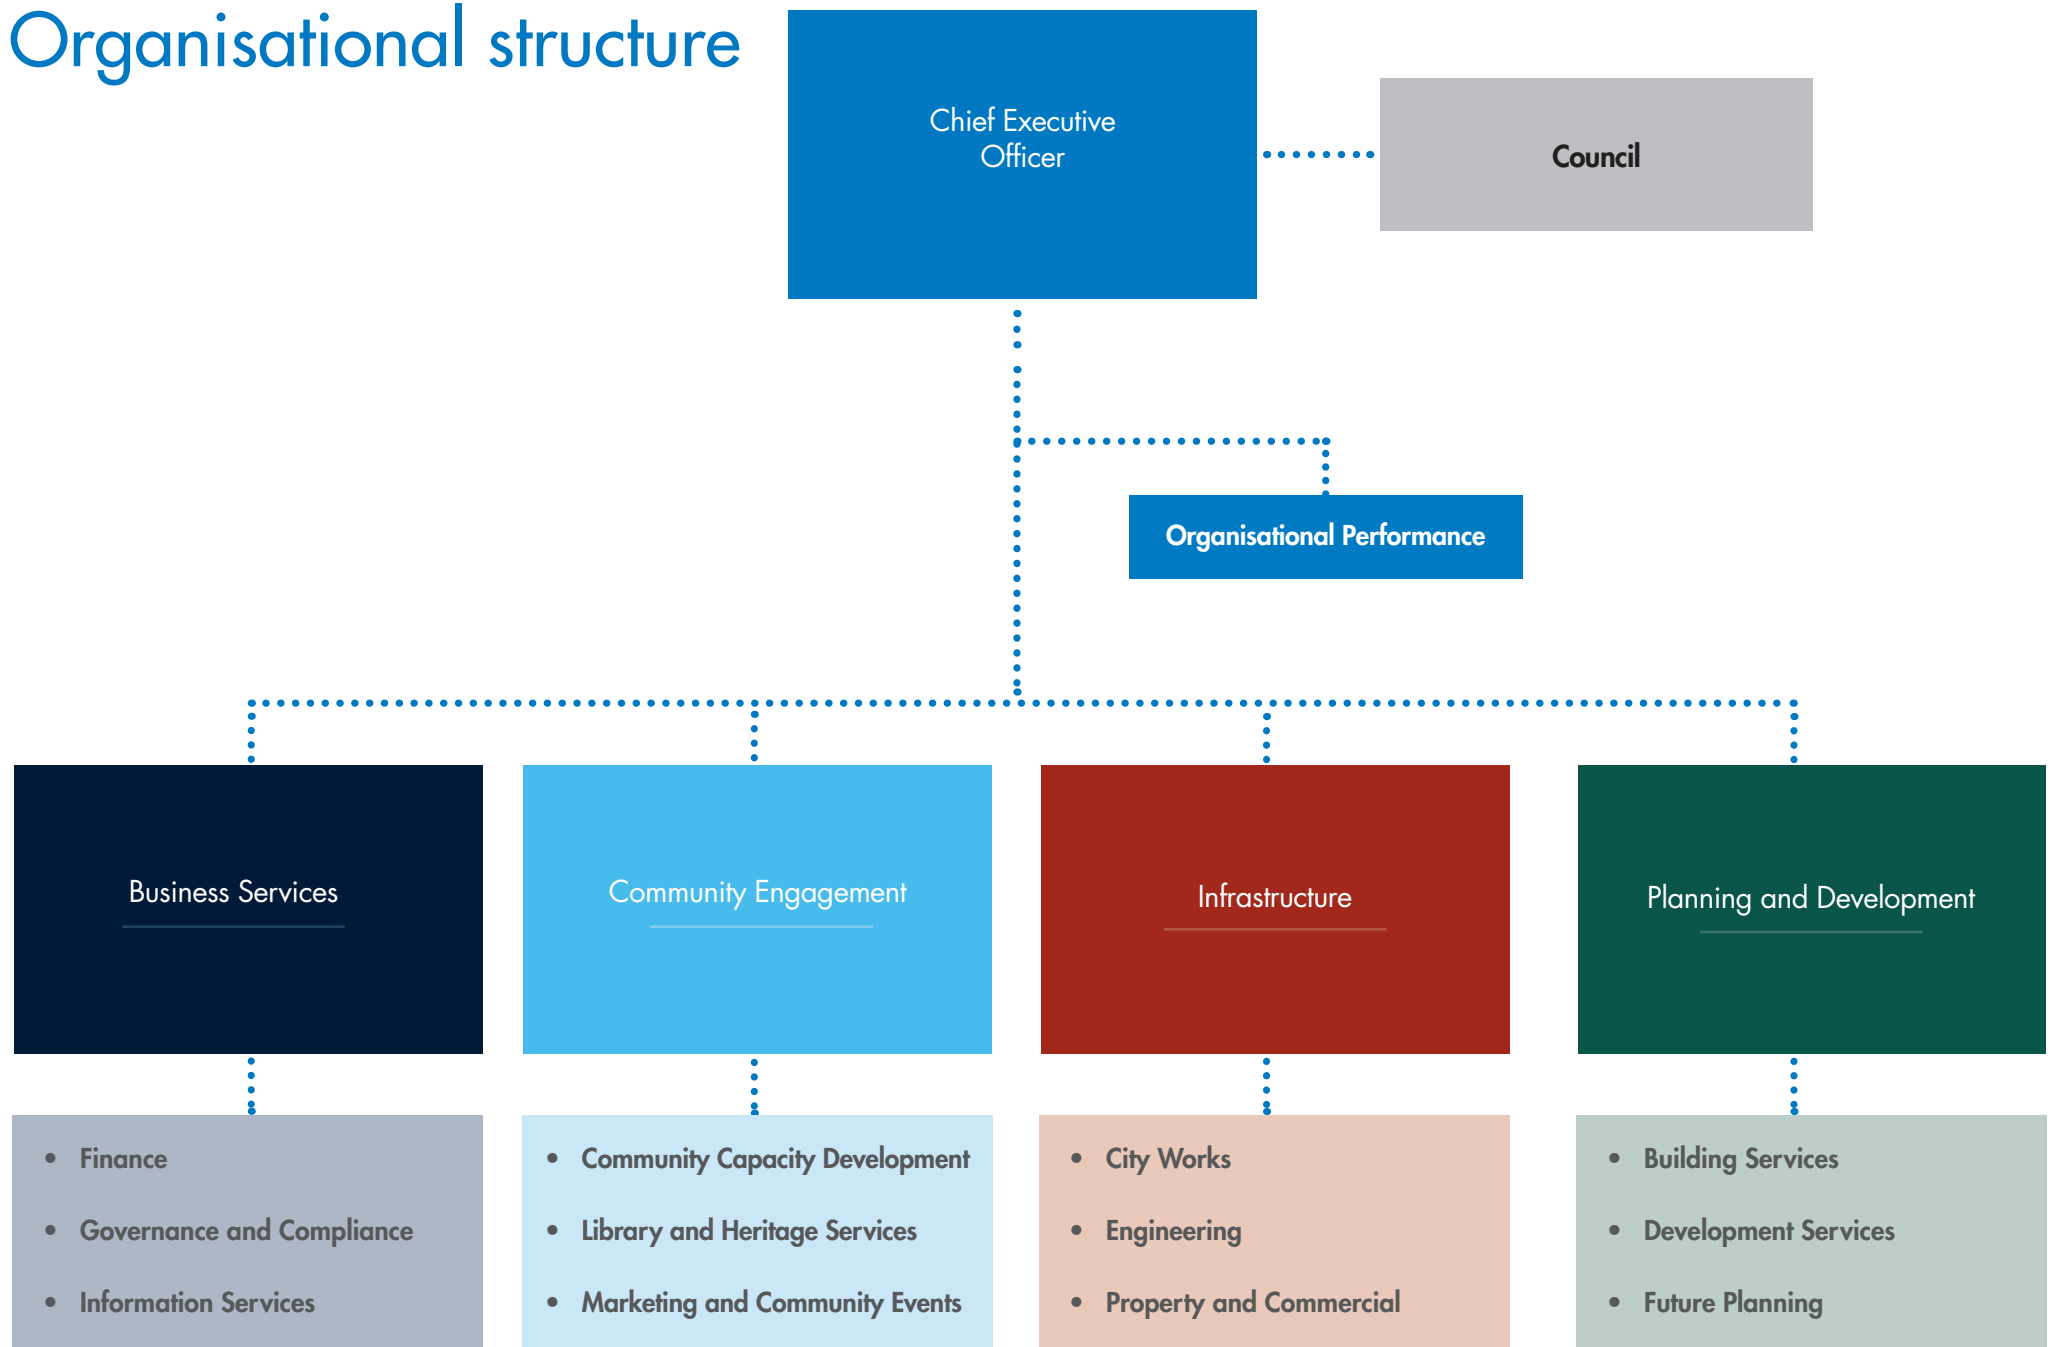 Organisational structure
Chief Executive
Officer
Council
Organisational Performance
Business Services
Community Engagement
Infrastructure
Planning and Development
• Finance
• Governance and Compliance
• Information Services
• Community Capacity Development
• Library and Heritage Services
• Marketing and Community Events
• City Works
• Engineering
• Property and Commercial
• Building Services
• Development Services
• Future Planning